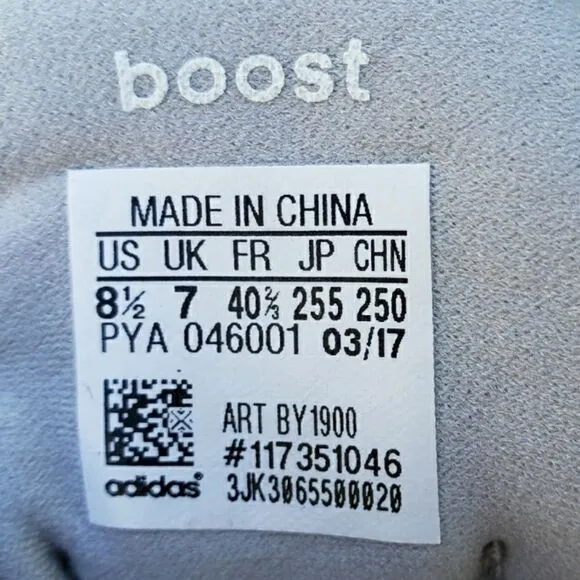 boost
MADE IN CHINA
US UK FR JP CHN
8½ 7 40⅔ 255 250
PYA 046001 03/17
ART BY1900
#117351046
adidas 3JK3065500020